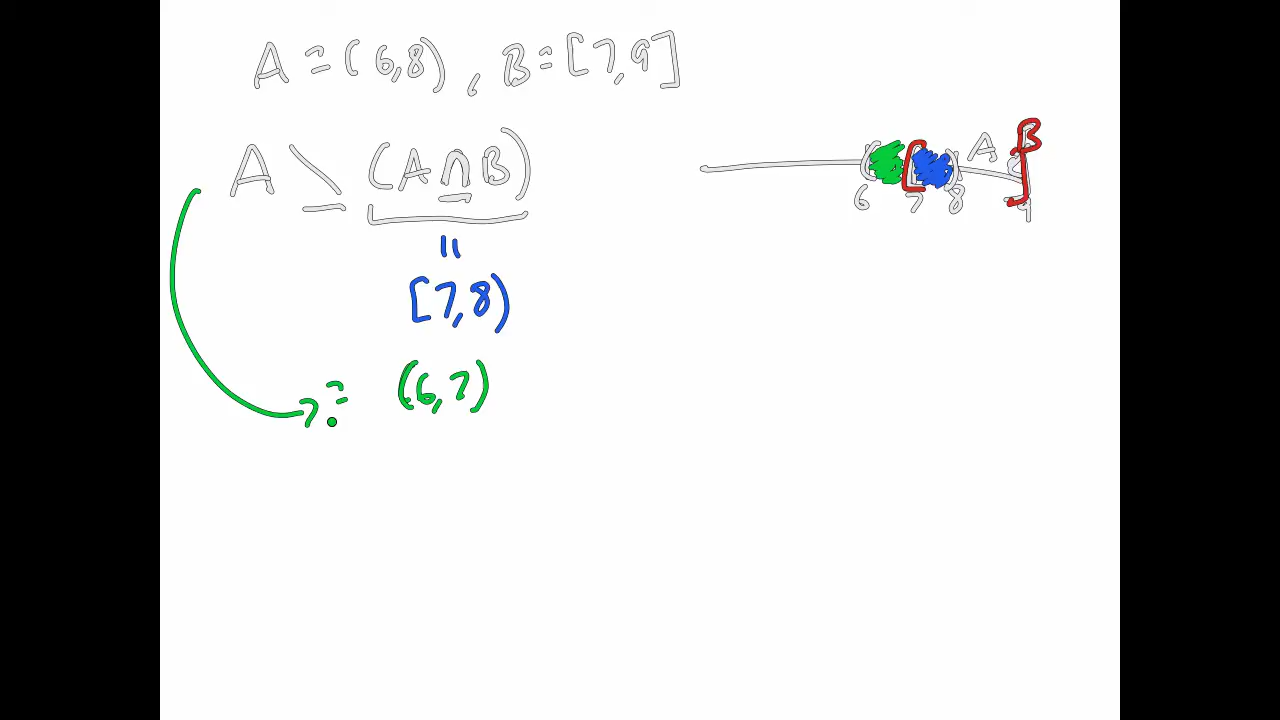 A = (6,8) , B = [7,9]
A \ (A ∩ B)
=
[7,8)
= (6,7)
( [ ) A B ]
6 7 8 9